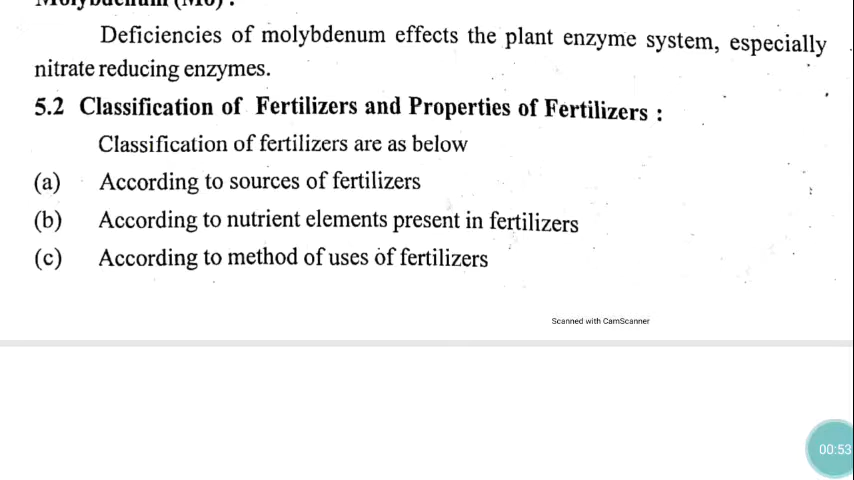 Deficiencies of molybdenum effects the plant enzyme system, especially
nitrate reducing enzymes.
5.2 Classification of Fertilizers and Properties of Fertilizers :
Classification of fertilizers are as below
(a) According to sources of fertilizers
(b) According to nutrient elements present in fertilizers
(c) According to method of uses of fertilizers
Scanned with CamScanner
00:53